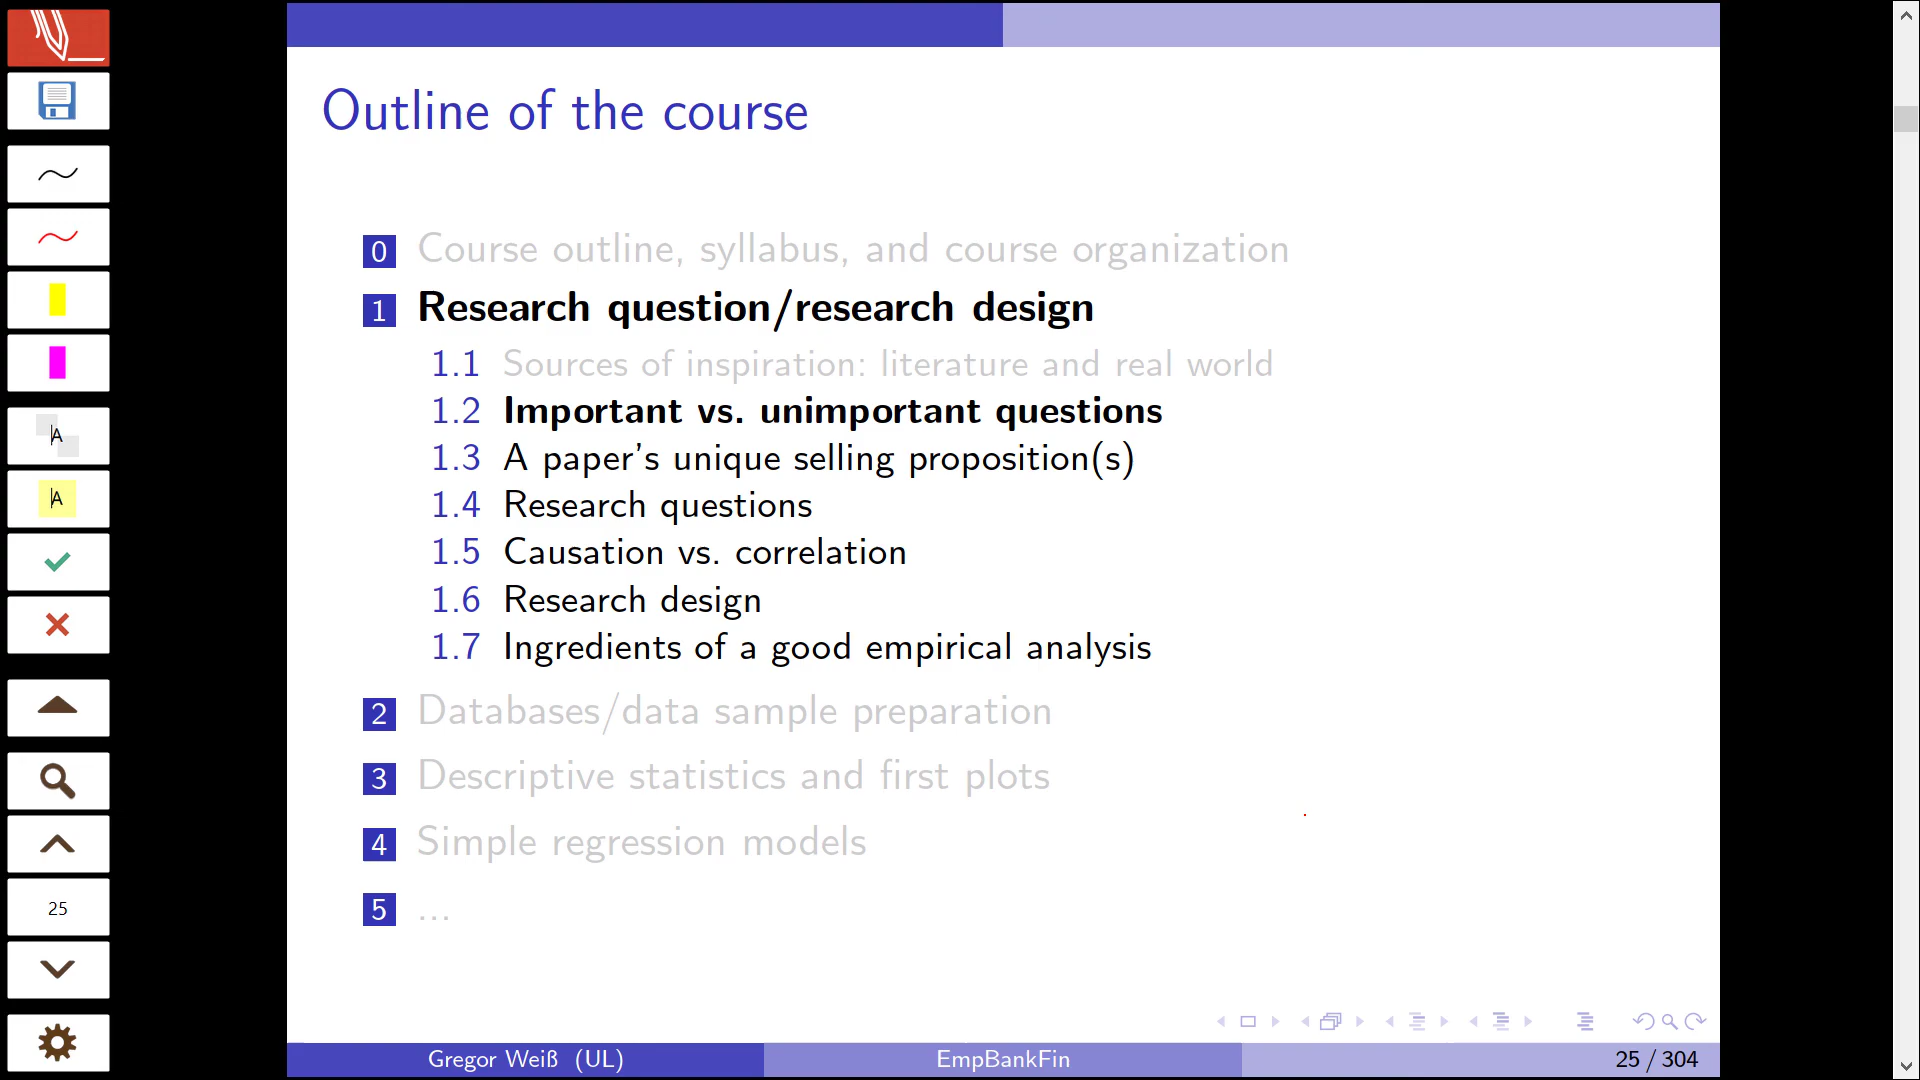 Outline of the course
0 Course outline, syllabus, and course organization
1 Research question/research design
1.1 Sources of inspiration: literature and real world
1.2 Important vs. unimportant questions
1.3 A paper's unique selling proposition(s)
1.4 Research questions
1.5 Causation vs. correlation
1.6 Research design
1.7 Ingredients of a good empirical analysis
2 Databases/data sample preparation
3 Descriptive statistics and first plots
4 Simple regression models
5 ...
Gregor Weiß (UL) EmpBankFin 25 / 304
A
A
25